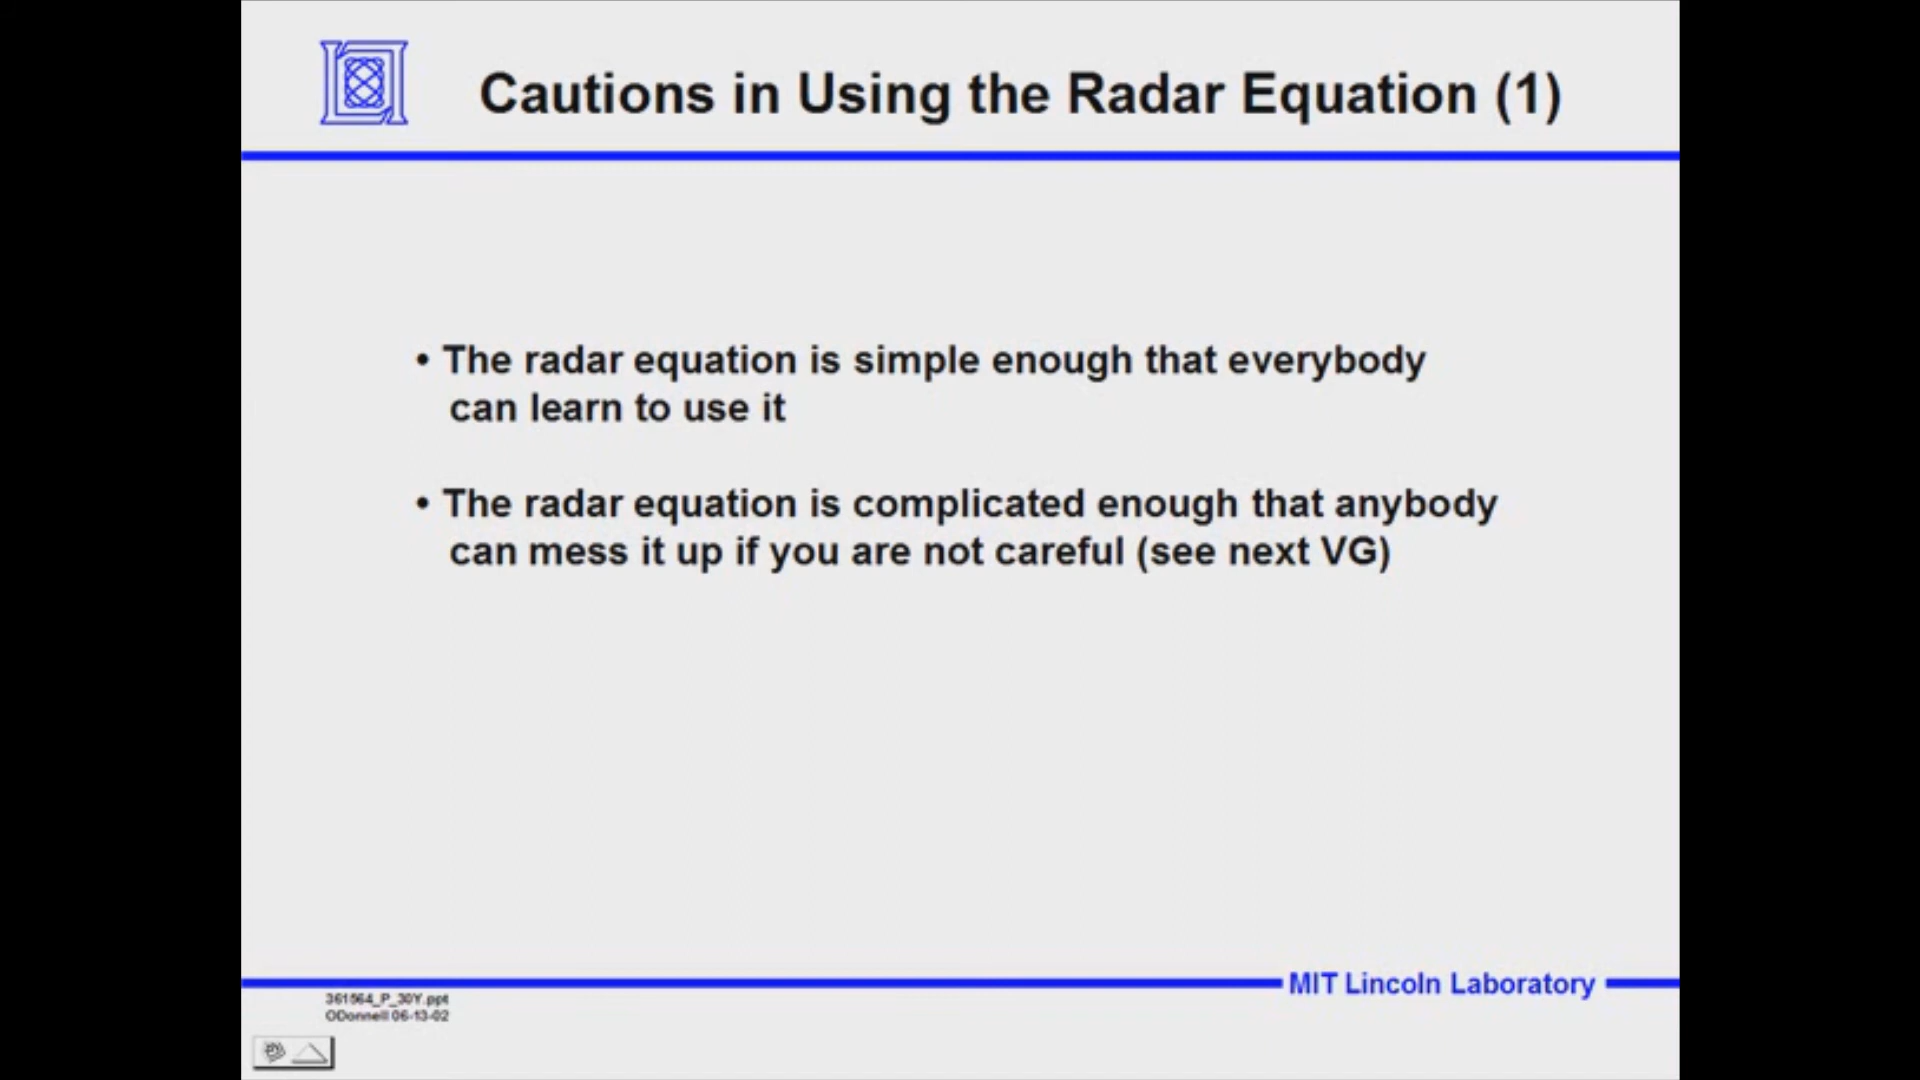 Cautions in Using the Radar Equation (1)
• The radar equation is simple enough that everybody
can learn to use it
• The radar equation is complicated enough that anybody
can mess it up if you are not careful (see next VG)
MIT Lincoln Laboratory
361564_P_30Y.ppt
ODonnell 06-13-02